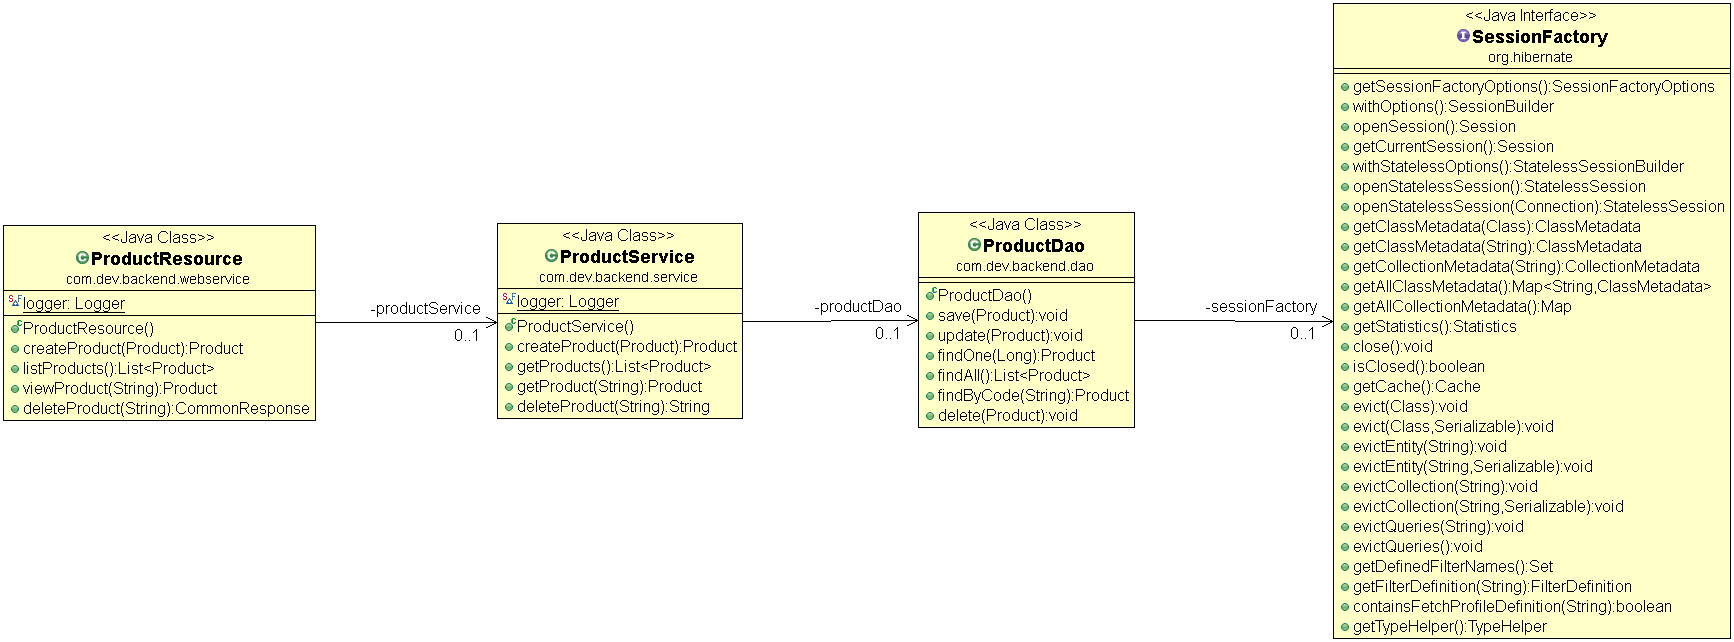 <<Java Class>>
ProductResource
com.dev.backend.webservice
logger: Logger
ProductResource()
createProduct(Product):Product
listProducts():List<Product>
viewProduct(String):Product
deleteProduct(String):CommonResponse
-productService
0..1
<<Java Class>>
ProductService
com.dev.backend.service
logger: Logger
ProductService()
createProduct(Product):Product
getProducts():List<Product>
getProduct(String):Product
deleteProduct(String):String
-productDao
0..1
<<Java Class>>
ProductDao
com.dev.backend.dao
ProductDao()
save(Product):void
update(Product):void
findOne(Long):Product
findAll():List<Product>
findByCode(String):Product
delete(Product):void
-sessionFactory
0..1
<<Java Interface>>
SessionFactory
org.hibernate
getSessionFactoryOptions():SessionFactoryOptions
withOptions():SessionBuilder
openSession():Session
getCurrentSession():Session
withStatelessOptions():StatelessSessionBuilder
openStatelessSession():StatelessSession
openStatelessSession(Connection):StatelessSession
getClassMetadata(Class):ClassMetadata
getClassMetadata(String):ClassMetadata
getCollectionMetadata(String):CollectionMetadata
getAllClassMetadata():Map<String,ClassMetadata>
getAllCollectionMetadata():Map
getStatistics():Statistics
close():void
isClosed():boolean
getCache():Cache
evict(Class):void
evict(Class,Serializable):void
evictEntity(String):void
evictEntity(String,Serializable):void
evictCollection(String):void
evictCollection(String,Serializable):void
evictQueries(String):void
evictQueries():void
getDefinedFilterNames():Set
getFilterDefinition(String):FilterDefinition
containsFetchProfileDefinition(String):boolean
getTypeHelper():TypeHelper